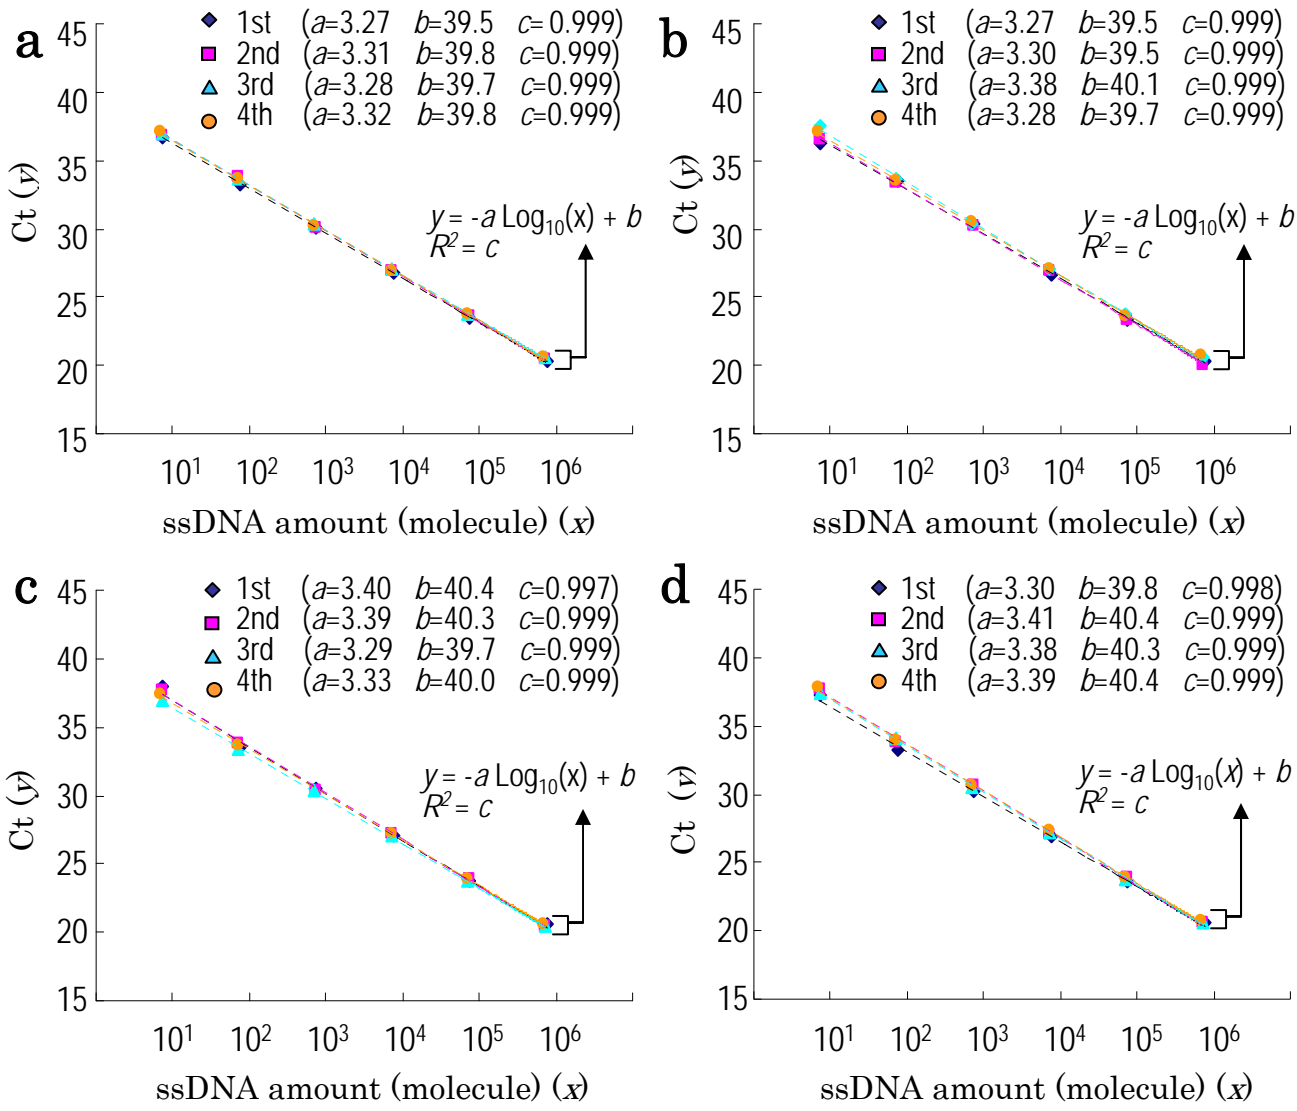 a
1st (a=3.27 b=39.5 c= 0.999)
2nd (a=3.31 b=39.8 c=0.999)
3rd (a=3.28 b=39.7 c=0.999)
4th (a=3.32 b=39.8 c=0.999)
45
40
35
30
25
20
15
Ct (y)
y = -a Log₁₀(x) + b
R² = c
10¹ 10² 10³ 10⁴ 10⁵ 10⁶
ssDNA amount (molecule) (x)
b
1st (a=3.27 b=39.5 c=0.999)
2nd (a=3.30 b=39.5 c=0.999)
3rd (a=3.38 b=40.1 c=0.999)
4th (a=3.28 b=39.7 c=0.999)
45
40
35
30
25
20
15
Ct (y)
y = -a Log₁₀(x) + b
R² = c
10¹ 10² 10³ 10⁴ 10⁵ 10⁶
ssDNA amount (molecule) (x)
c
1st (a=3.40 b=40.4 c=0.997)
2nd (a=3.39 b=40.3 c=0.999)
3rd (a=3.29 b=39.7 c=0.999)
4th (a=3.33 b=40.0 c=0.999)
45
40
35
30
25
20
15
Ct (y)
y = -a Log₁₀(x) + b
R² = c
10¹ 10² 10³ 10⁴ 10⁵ 10⁶
ssDNA amount (molecule) (x)
d
1st (a=3.30 b=39.8 c=0.998)
2nd (a=3.41 b=40.4 c=0.999)
3rd (a=3.38 b=40.3 c=0.999)
4th (a=3.39 b=40.4 c=0.999)
45
40
35
30
25
20
15
Ct (y)
y = -a Log₁₀(x) + b
R² = c
10¹ 10² 10³ 10⁴ 10⁵ 10⁶
ssDNA amount (molecule) (x)